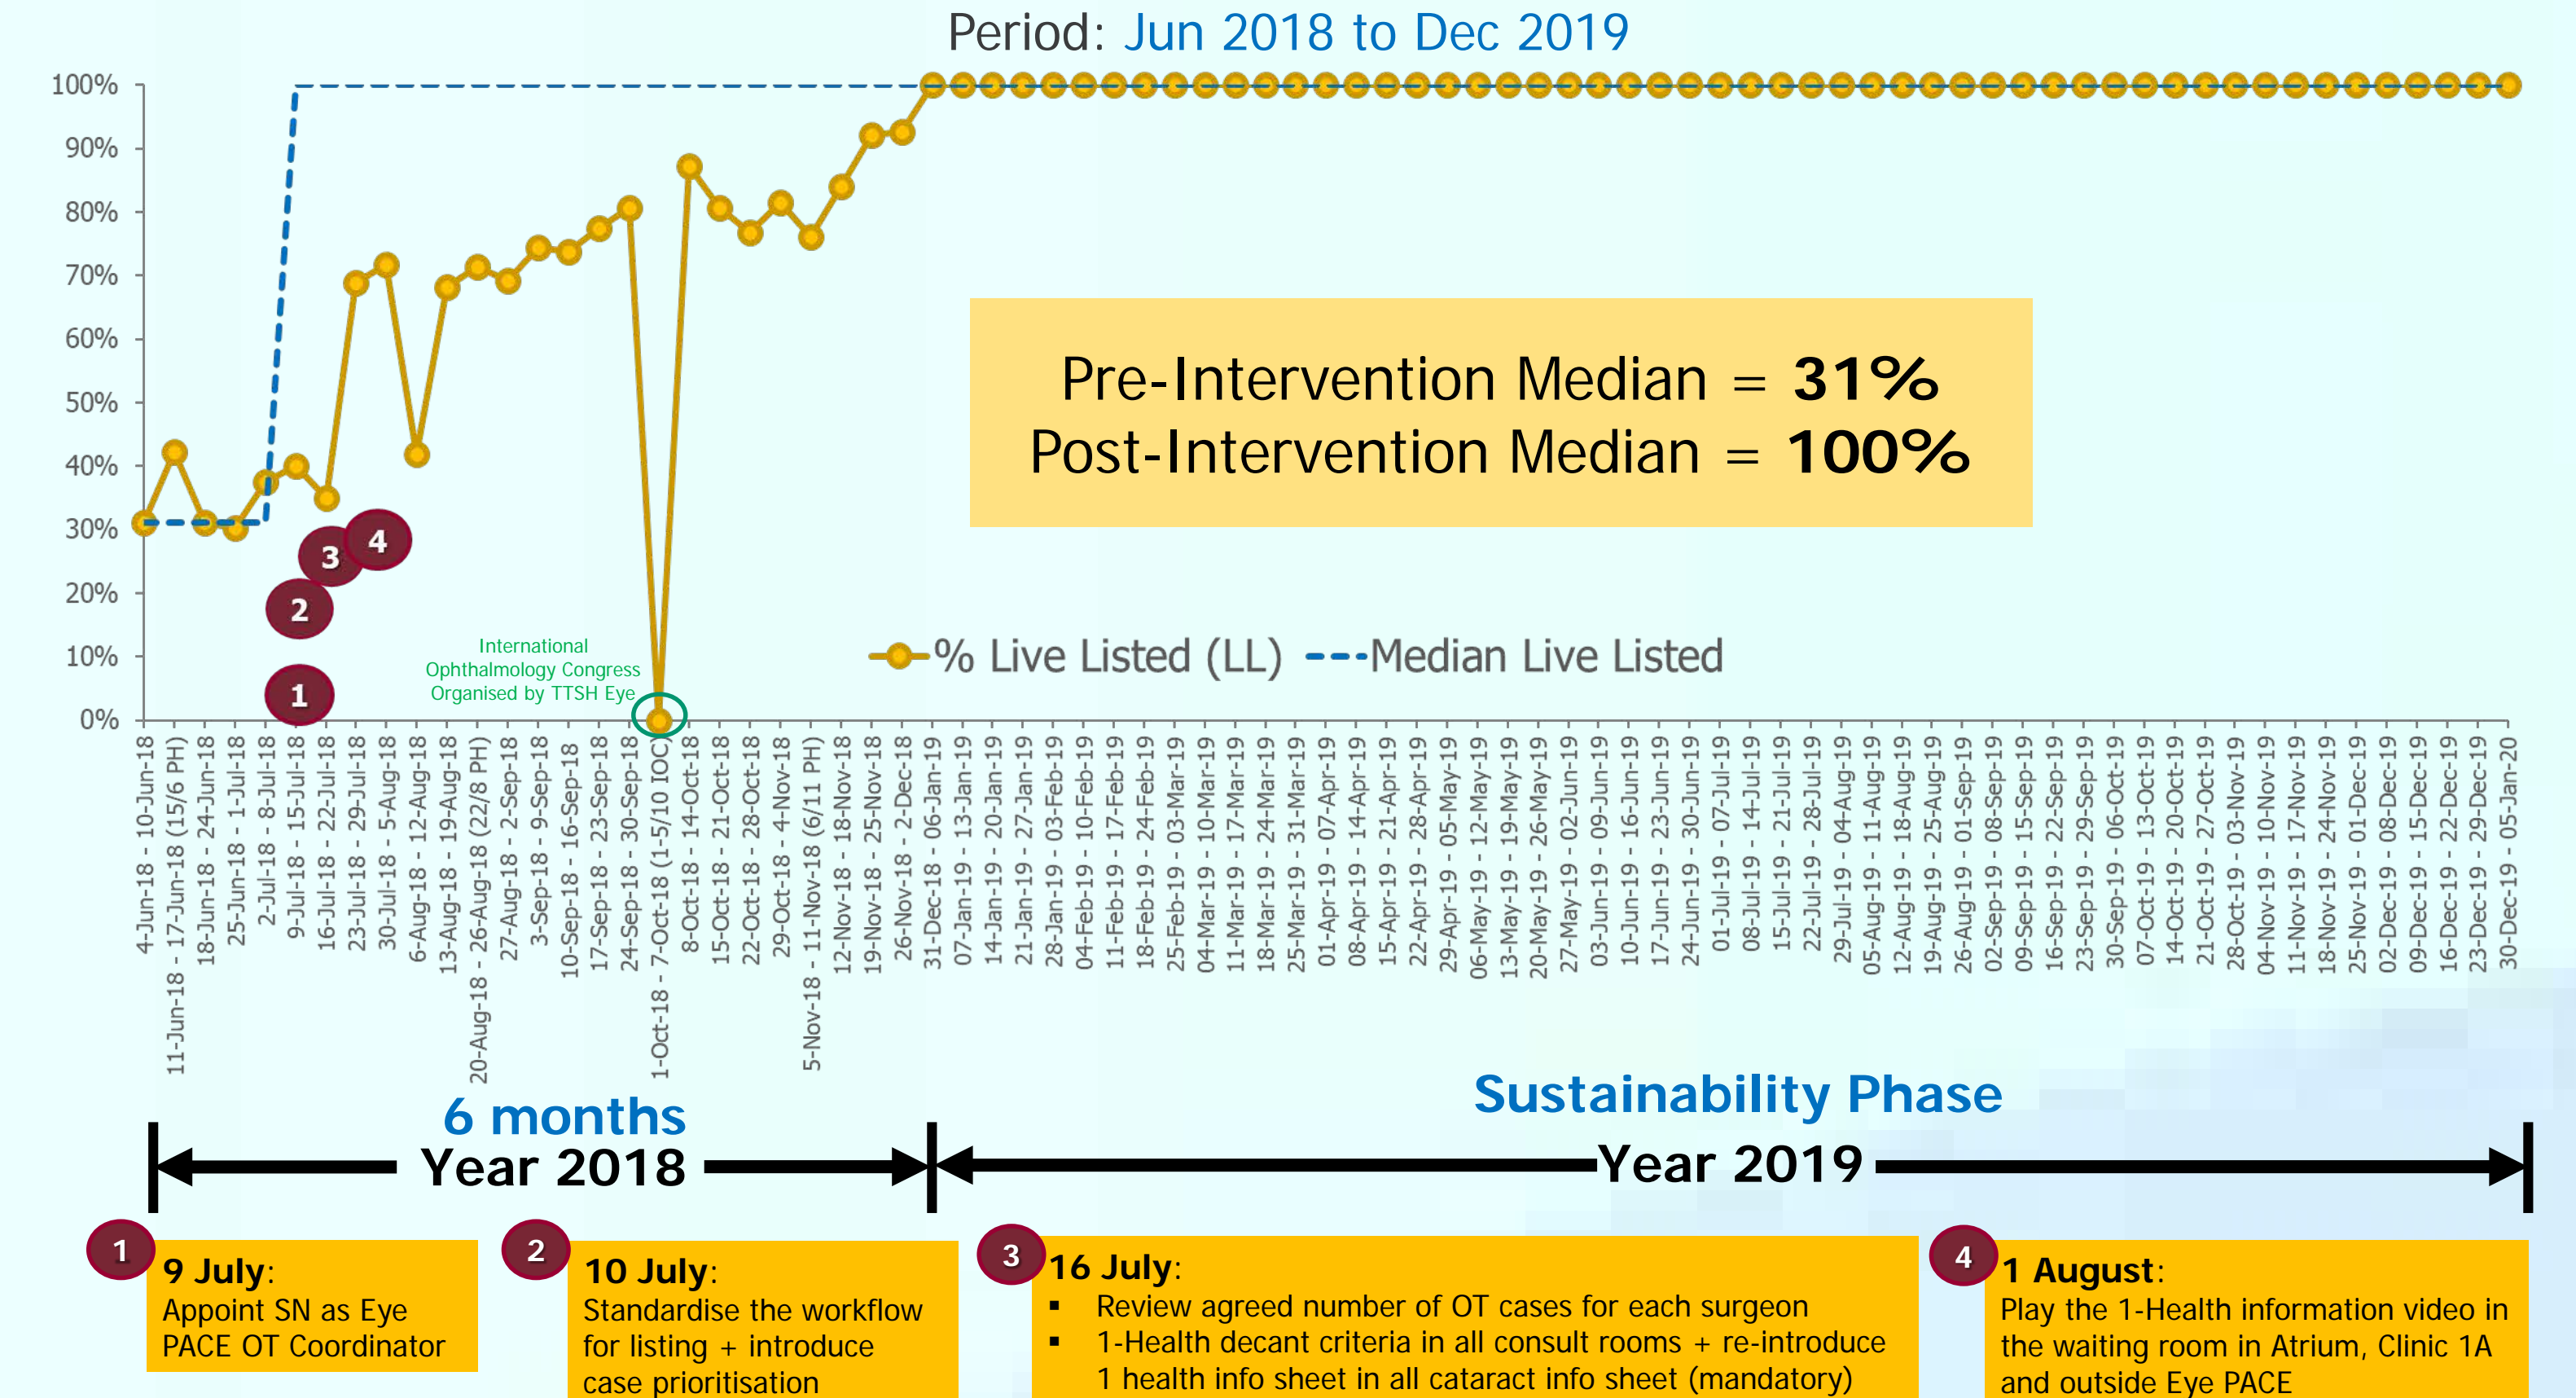 Period: Jun 2018 to Dec 2019
100%
90%
80%
70%
60%
50%
40%
30%
20%
10%
0%
Pre-Intervention Median = 31%
Post-Intervention Median = 100%
3
4
2
1
International
Ophthalmology Congress
Organised by TTSH Eye
% Live Listed (LL)
Median Live Listed
4-Jun-18 - 10-Jun-18
11-Jun-18 - 17-Jun-18 (15/6 PH)
18-Jun-18 - 24-Jun-18
25-Jun-18 - 1-Jul-18
2-Jul-18 - 8-Jul-18
9-Jul-18 - 15-Jul-18
16-Jul-18 - 22-Jul-18
23-Jul-18 - 29-Jul-18
30-Jul-18 - 5-Aug-18
6-Aug-18 - 12-Aug-18
13-Aug-18 - 19-Aug-18
20-Aug-18 - 26-Aug-18 (22/8 PH)
27-Aug-18 - 2-Sep-18
3-Sep-18 - 9-Sep-18
10-Sep-18 - 16-Sep-18
17-Sep-18 - 23-Sep-18
24-Sep-18 - 30-Sep-18
1-Oct-18 - 7-Oct-18 (1-5/10 IOC)
8-Oct-18 - 14-Oct-18
15-Oct-18 - 21-Oct-18
22-Oct-18 - 28-Oct-18
29-Oct-18 - 4-Nov-18
5-Nov-18 - 11-Nov-18 (6/11 PH)
12-Nov-18 - 18-Nov-18
19-Nov-18 - 25-Nov-18
26-Nov-18 - 2-Dec-18
31-Dec-18 - 06-Jan-19
07-Jan-19 - 13-Jan-19
14-Jan-19 - 20-Jan-19
21-Jan-19 - 27-Jan-19
28-Jan-19 - 03-Feb-19
04-Feb-19 - 10-Feb-19
11-Feb-19 - 17-Feb-19
18-Feb-19 - 24-Feb-19
25-Feb-19 - 03-Mar-19
04-Mar-19 - 10-Mar-19
11-Mar-19 - 17-Mar-19
18-Mar-19 - 24-Mar-19
25-Mar-19 - 31-Mar-19
01-Apr-19 - 07-Apr-19
08-Apr-19 - 14-Apr-19
15-Apr-19 - 21-Apr-19
22-Apr-19 - 28-Apr-19
29-Apr-19 - 05-May-19
06-May-19 - 12-May-19
13-May-19 - 19-May-19
20-May-19 - 26-May-19
27-May-19 - 02-Jun-19
03-Jun-19 - 09-Jun-19
10-Jun-19 - 16-Jun-19
17-Jun-19 - 23-Jun-19
24-Jun-19 - 30-Jun-19
01-Jul-19 - 07-Jul-19
08-Jul-19 - 14-Jul-19
15-Jul-19 - 21-Jul-19
22-Jul-19 - 28-Jul-19
29-Jul-19 - 04-Aug-19
05-Aug-19 - 11-Aug-19
12-Aug-19 - 18-Aug-19
19-Aug-19 - 25-Aug-19
26-Aug-19 - 01-Sep-19
02-Sep-19 - 08-Sep-19
09-Sep-19 - 15-Sep-19
16-Sep-19 - 22-Sep-19
23-Sep-19 - 29-Sep-19
30-Sep-19 - 06-Oct-19
07-Oct-19 - 13-Oct-19
14-Oct-19 - 20-Oct-19
21-Oct-19 - 27-Oct-19
28-Oct-19 - 03-Nov-19
04-Nov-19 - 10-Nov-19
11-Nov-19 - 17-Nov-19
18-Nov-19 - 24-Nov-19
25-Nov-19 - 01-Dec-19
02-Dec-19 - 08-Dec-19
09-Dec-19 - 15-Dec-19
16-Dec-19 - 22-Dec-19
23-Dec-19 - 29-Dec-19
30-Dec-19 - 05-Jan-20
6 months
Year 2018
Sustainability Phase
Year 2019
1
9 July:
Appoint SN as Eye
PACE OT Coordinator
2
10 July:
Standardise the workflow
for listing + introduce
case prioritisation
3
16 July:
▪ Review agreed number of OT cases for each surgeon
▪ 1-Health decant criteria in all consult rooms + re-introduce
1 health info sheet in all cataract info sheet (mandatory)
4
1 August:
Play the 1-Health information video in
the waiting room in Atrium, Clinic 1A
and outside Eye PACE